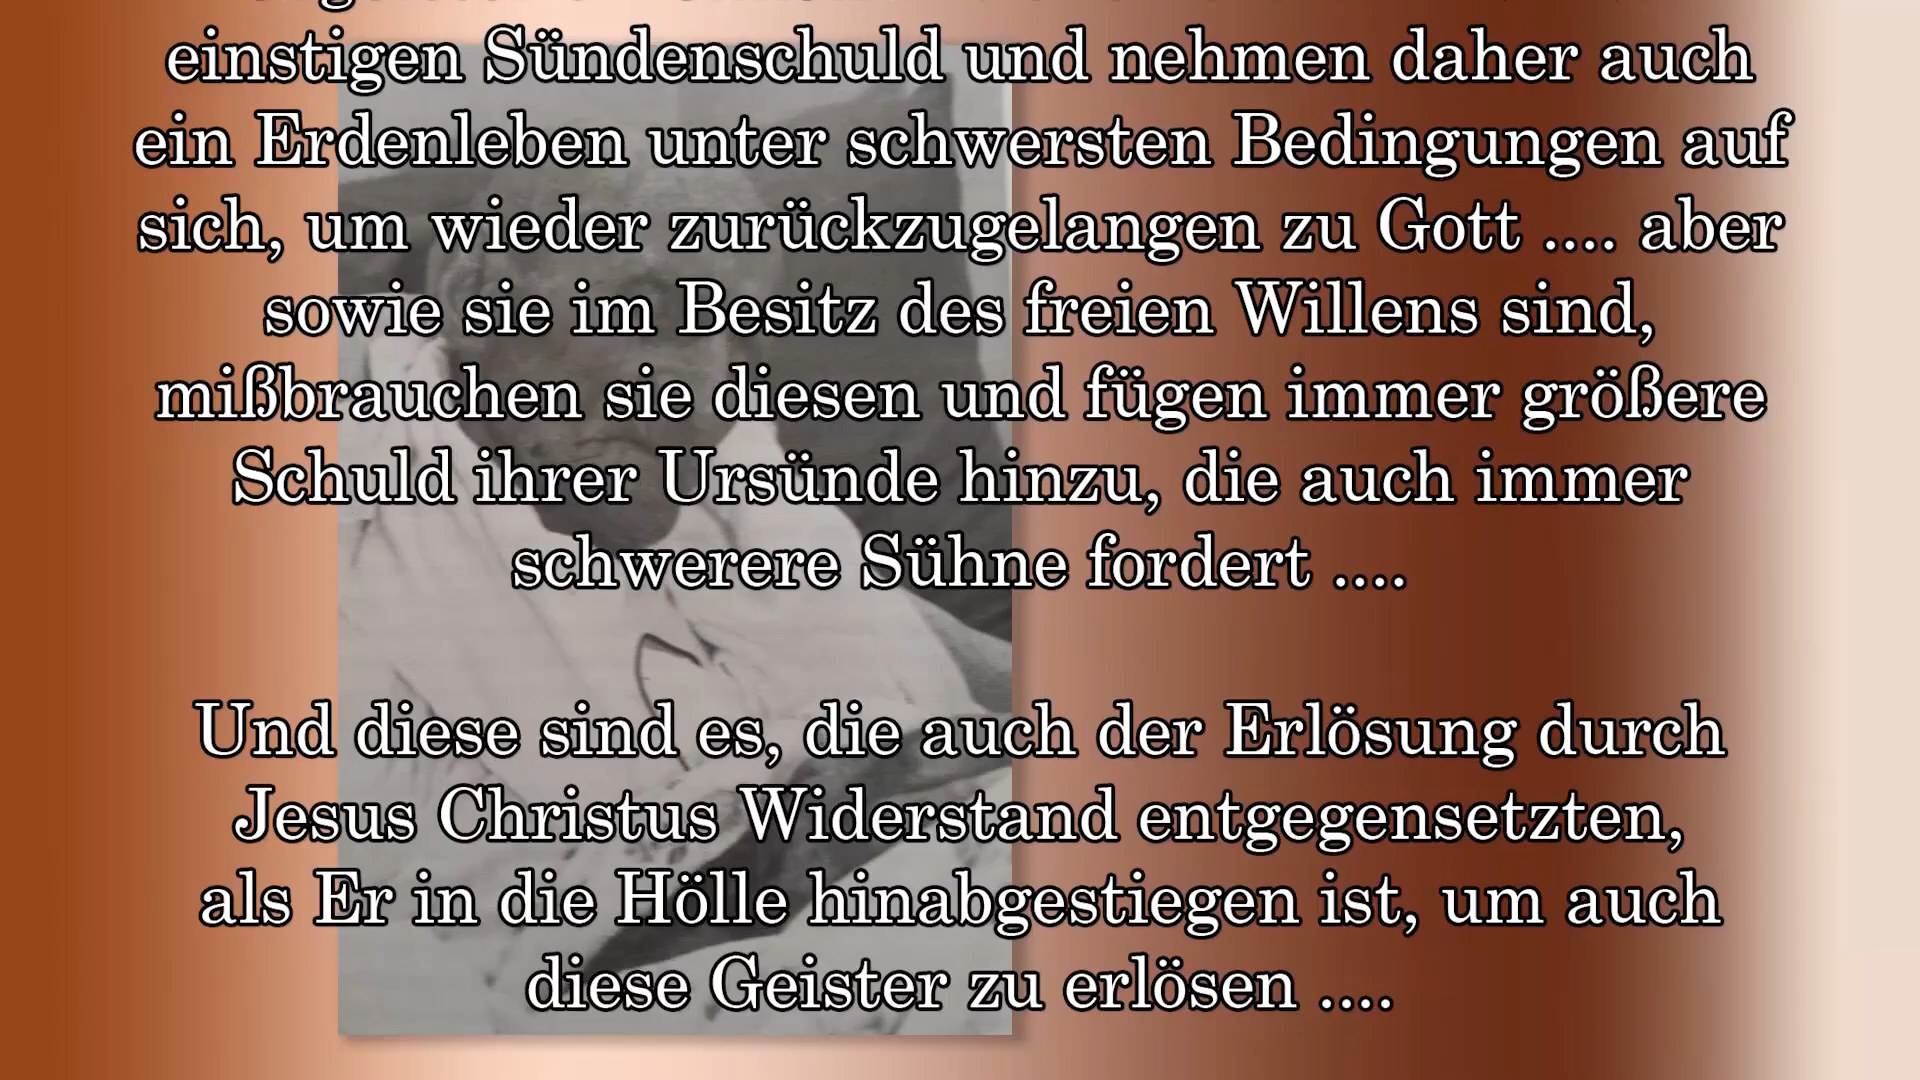 einstigen Sündenschuld und nehmen daher auch
ein Erdenleben unter schwersten Bedingungen auf
sich, um wieder zurückzugelangen zu Gott .... aber
sowie sie im Besitz des freien Willens sind,
mißbrauchen sie diesen und fügen immer größere
Schuld ihrer Ursünde hinzu, die auch immer
schwerere Sühne fordert ....
Und diese sind es, die auch der Erlösung durch
Jesus Christus Widerstand entgegensetzten,
als Er in die Hölle hinabgestiegen ist, um auch
diese Geister zu erlösen ....